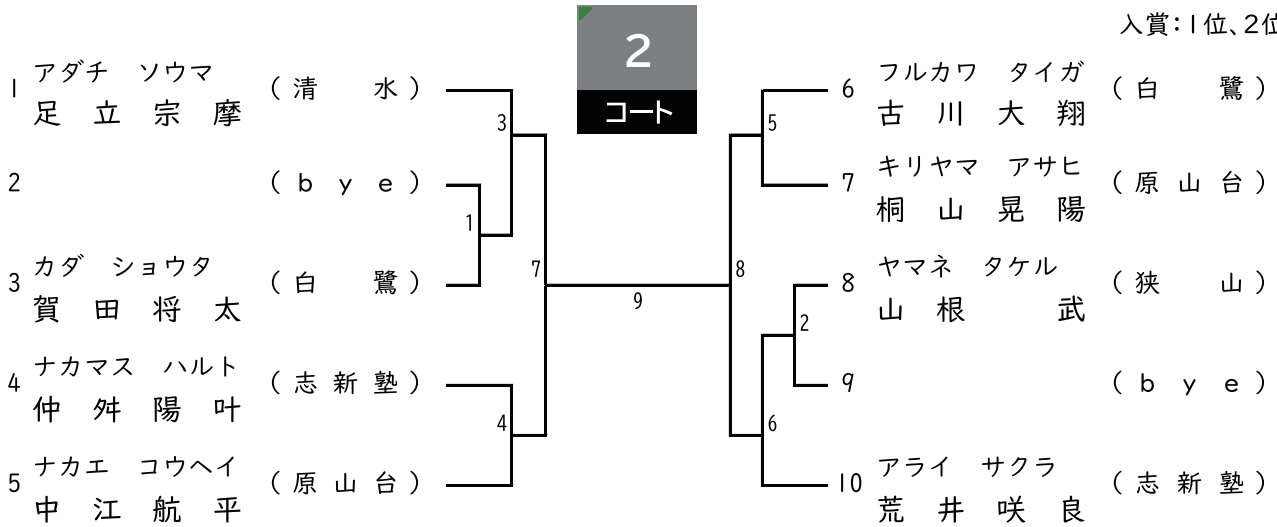 2
コート
入賞：1位、2位
1 アダチ ソウマ
足立宗摩 （清水）
2 （bye）
3 カダ ショウタ
賀田将太 （白鷺）
4 ナカマス ハルト
仲舛陽叶 （志新塾）
5 ナカエ コウヘイ
中江航平 （原山台）
3
1
7
4
9
6 フルカワ タイガ
古川大翔 （白鷺）
7 キリヤマ アサヒ
桐山晃陽 （原山台）
8 ヤマネ タケル
山根武 （狭山）
9 （bye）
10 アライ サクラ
荒井咲良 （志新塾）
5
8
2
6